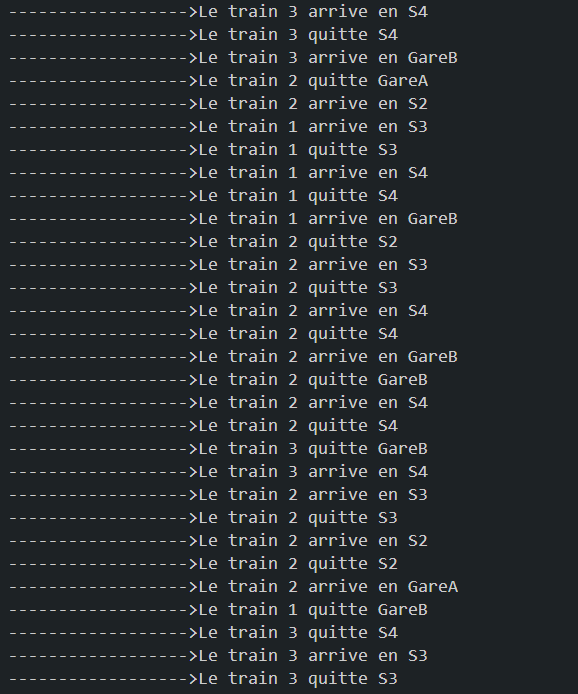 ------------------>Le train 3 arrive en S4
------------------>Le train 3 quitte S4
------------------>Le train 3 arrive en GareB
------------------>Le train 2 quitte GareA
------------------>Le train 2 arrive en S2
------------------>Le train 1 arrive en S3
------------------>Le train 1 quitte S3
------------------>Le train 1 arrive en S4
------------------>Le train 1 quitte S4
------------------>Le train 1 arrive en GareB
------------------>Le train 2 quitte S2
------------------>Le train 2 arrive en S3
------------------>Le train 2 quitte S3
------------------>Le train 2 arrive en S4
------------------>Le train 2 quitte S4
------------------>Le train 2 arrive en GareB
------------------>Le train 2 quitte GareB
------------------>Le train 2 arrive en S4
------------------>Le train 2 quitte S4
------------------>Le train 3 quitte GareB
------------------>Le train 3 arrive en S4
------------------>Le train 2 arrive en S3
------------------>Le train 2 quitte S3
------------------>Le train 2 arrive en S2
------------------>Le train 2 quitte S2
------------------>Le train 2 arrive en GareA
------------------>Le train 1 quitte GareB
------------------>Le train 3 quitte S4
------------------>Le train 3 arrive en S3
------------------>Le train 3 quitte S3